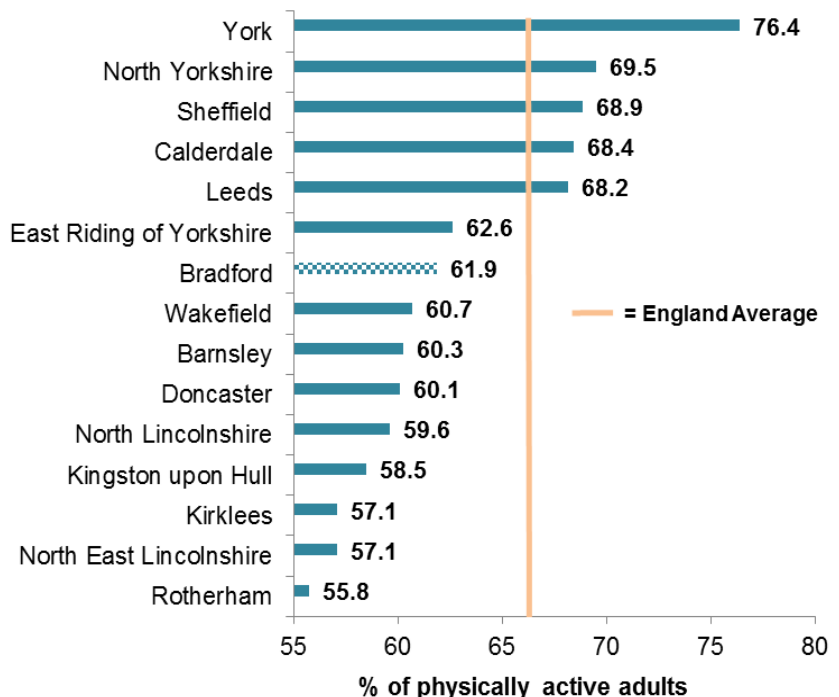 York 76.4
North Yorkshire 69.5
Sheffield 68.9
Calderdale 68.4
Leeds 68.2
East Riding of Yorkshire 62.6
Bradford 61.9
Wakefield 60.7
= England Average
Barnsley 60.3
Doncaster 60.1
North Lincolnshire 59.6
Kingston upon Hull 58.5
Kirklees 57.1
North East Lincolnshire 57.1
Rotherham 55.8
55 60 65 70 75 80
% of physically active adults